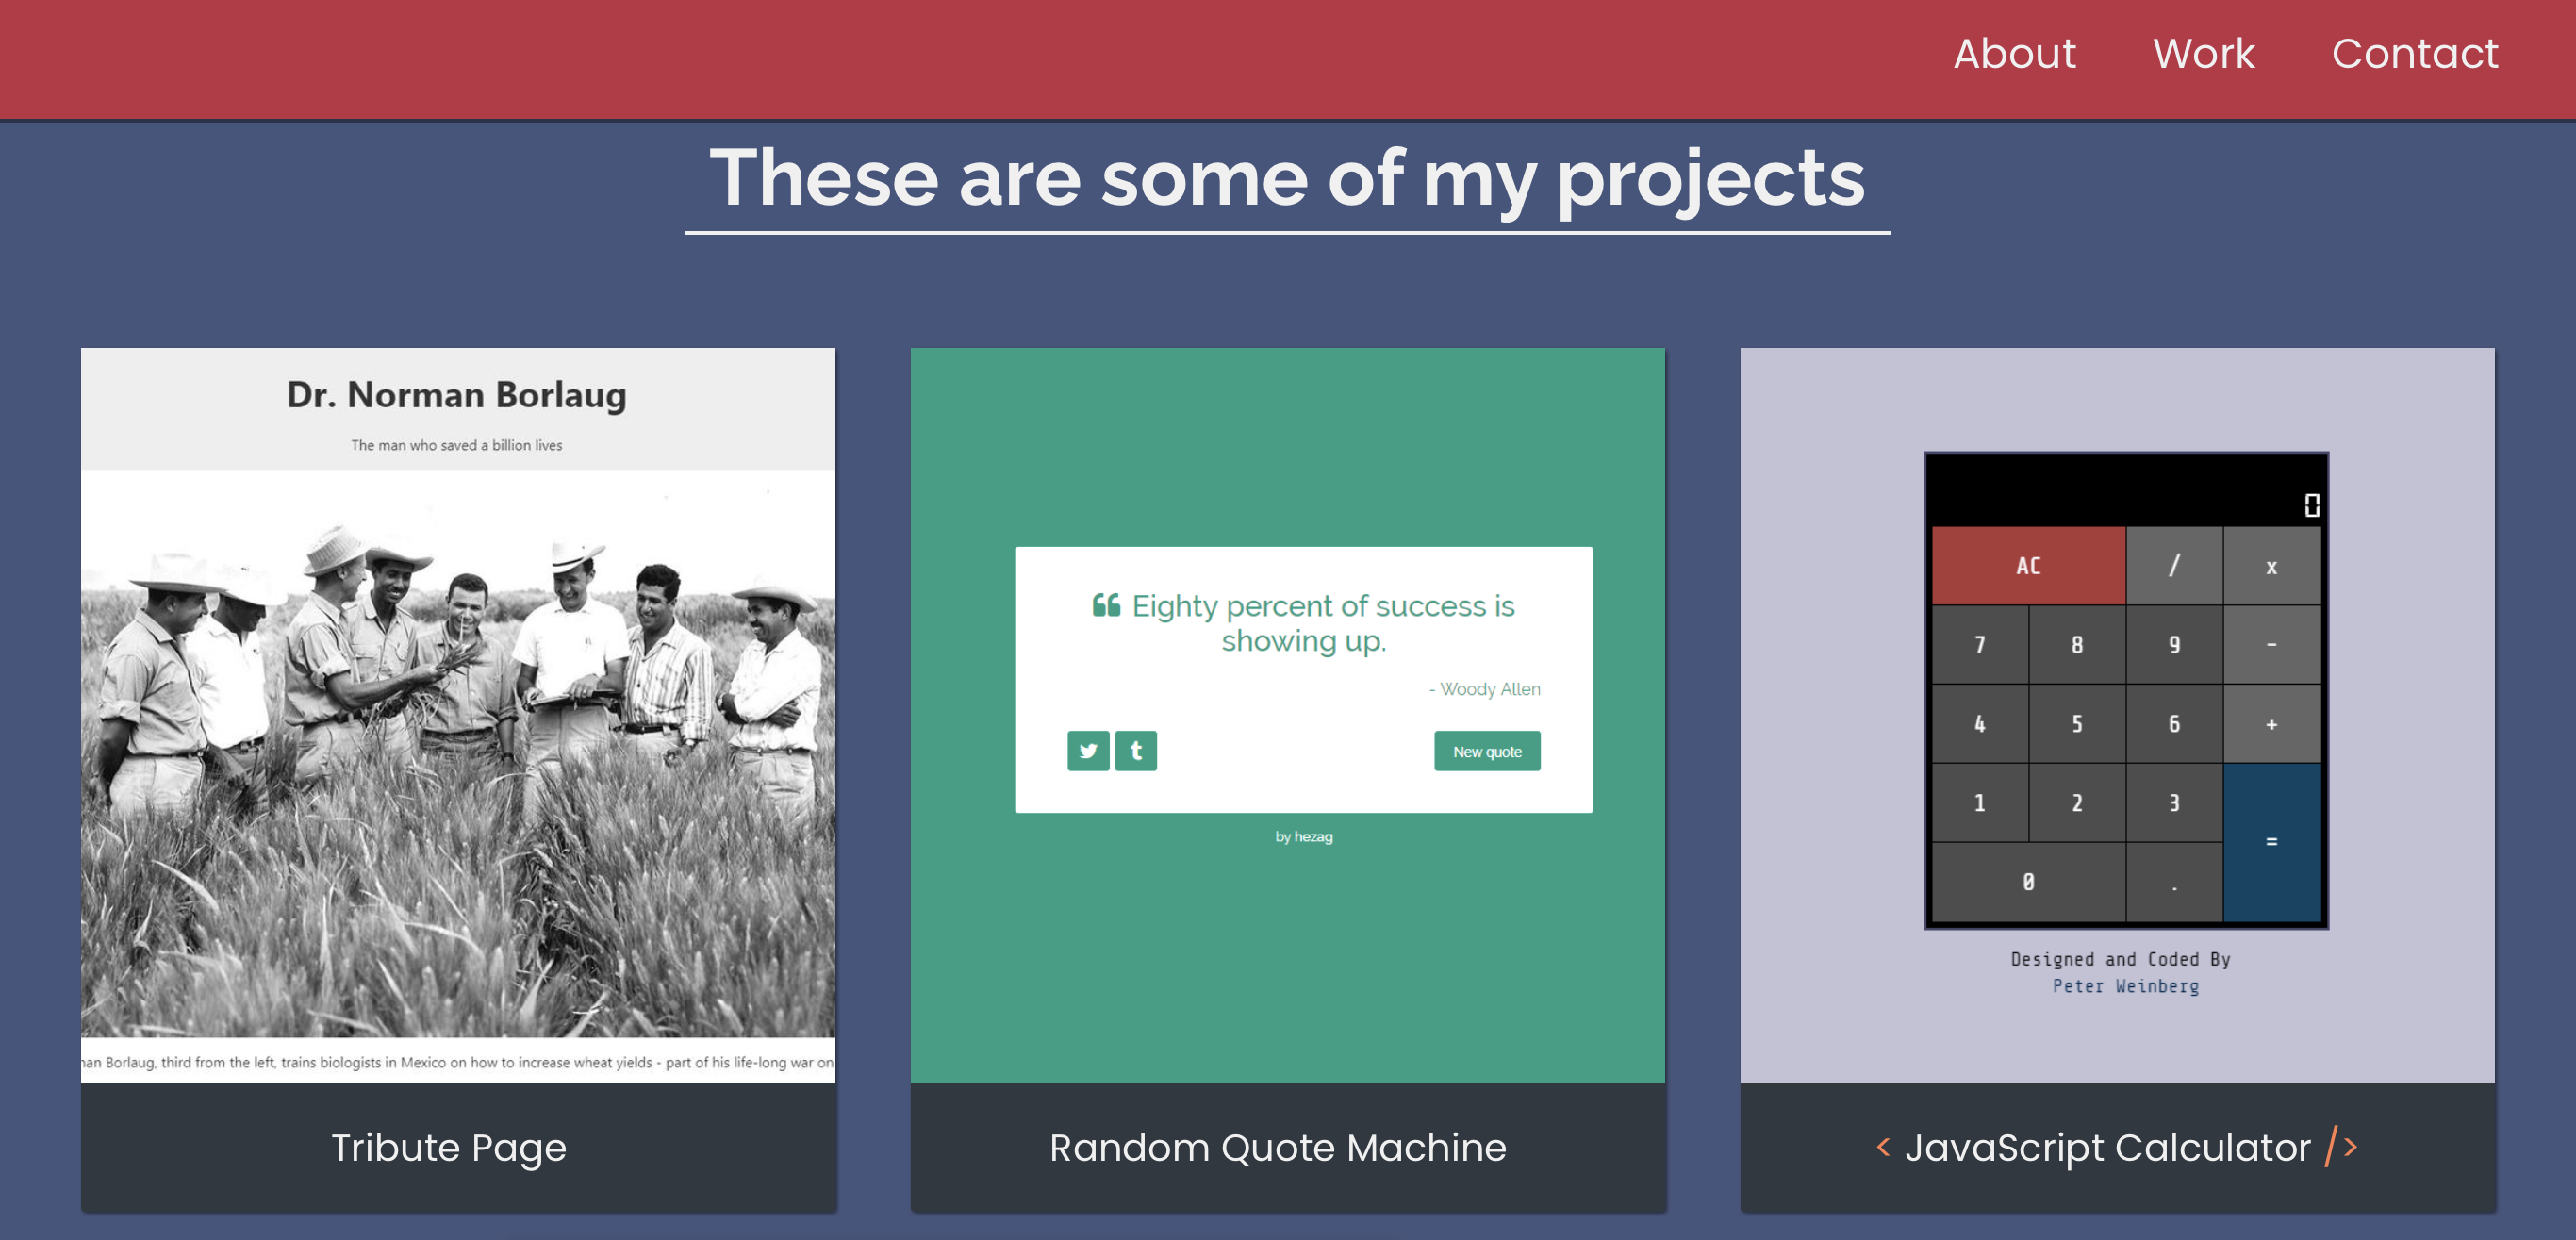 About Work Contact
These are some of my projects
Dr. Norman Borlaug
The man who saved a billion lives
Borlaug, third from the left, trains biologists in Mexico on how to increase wheat yields - part of his life-long war on
Tribute Page
“ Eighty percent of success is
showing up.
- Woody Allen
t New quote
by hezag
Random Quote Machine
0
AC / x
7 8 9 -
4 5 6 +
1 2 3
=
0 .
Designed and Coded By
Peter Weinberg
< JavaScript Calculator />